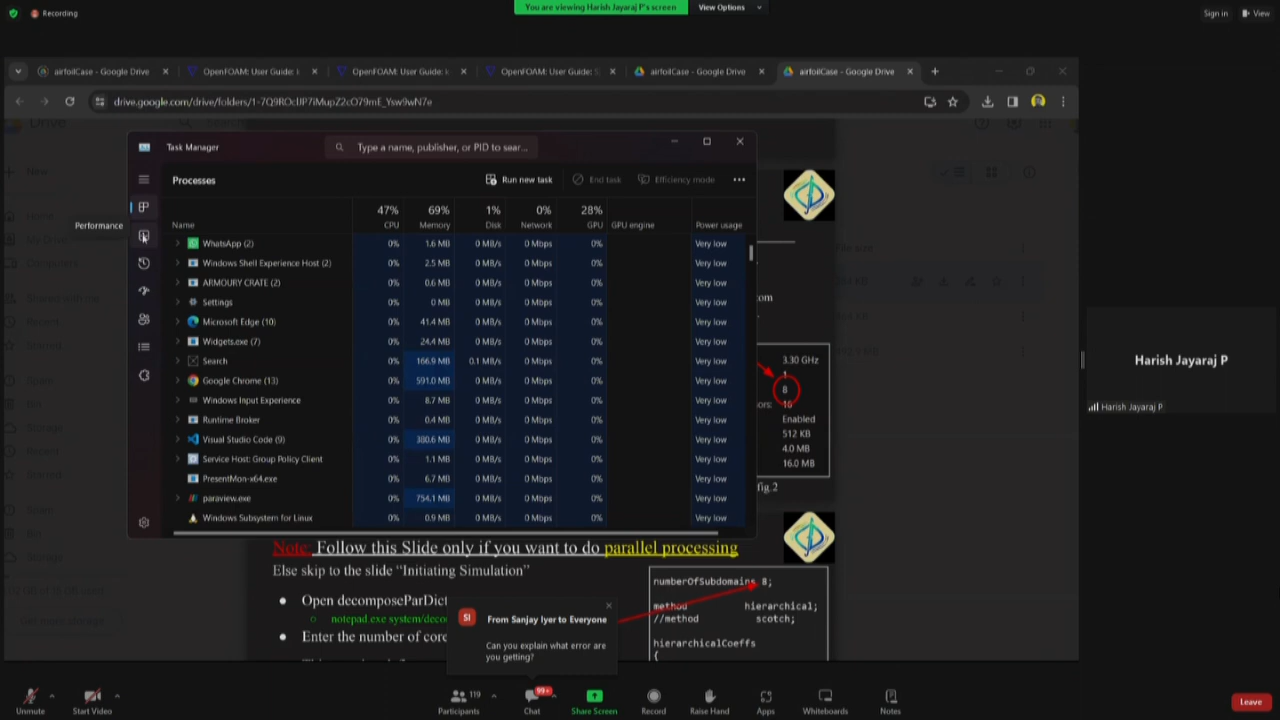 Recording
You are viewing Harish Jayaraj P's screen
View Options
Sign in
View
airfoilCase - Google Drive
OpenFOAM: User Guide:
OpenFOAM: User Guide:
OpenFOAM: User Guide:
airfoilCase - Google Drive
airfoilCase - Google Drive
Drive
New
Task Manager
Type a name, publisher, or PID to sear...
Processes
Run new task
End task
Efficiency mode
47% 69% 1% 0% 28%
Name CPU Memory Disk Network GPU GPU engine Power usage
Performance
WhatsApp (2) 0% 1.6 MB 0 MB/s 0 Mbps 0% Very low
Windows Shell Experience Host (2) 0% 2.5 MB 0 MB/s 0 Mbps 0% Very low
ARMOURY CRATE (2) 0% 0.6 MB 0 MB/s 0 Mbps 0% Very low
Settings 0% 0 MB 0 MB/s 0 Mbps 0% Very low
Microsoft Edge (10) 0% 41.4 MB 0 MB/s 0 Mbps 0% Very low
Widgets.exe (7) 0% 24.4 MB 0 MB/s 0 Mbps 0% Very low
Search 0% 166.9 MB 0.1 MB/s 0 Mbps 0% Very low
Google Chrome (13) 0% 591.0 MB 0 MB/s 0 Mbps 0% Very low
Windows Input Experience 0% 8.7 MB 0 MB/s 0 Mbps 0% Very low
Runtime Broker 0% 0.4 MB 0 MB/s 0 Mbps 0% Very low
Visual Studio Code (9) 0% 380.6 MB 0 MB/s 0 Mbps 0% Very low
Service Host: Group Policy Client 0% 1.1 MB 0 MB/s 0 Mbps 0% Very low
PresentMon-x64.exe 0% 6.7 MB 0 MB/s 0 Mbps 0% Very low
paraview.exe 0% 754.1 MB 0 MB/s 0 Mbps 0% Very low
Windows Subsystem for Linux 0% 0.9 MB 0 MB/s 0 Mbps 0% Very low
om
3.30 GHz
1
8
ors: 16
Enabled
512 KB
4.0 MB
16.0 MB
fig.2
Note: Follow this Slide only if you want to do parallel processing
Else skip to the slide “Initiating Simulation”
Open decomposeParDict
notepad.exe system/deco
Enter the number of core
numberOfSubdomains 8;
method hierarchical;
//method scotch;
hierarchicalCoeffs
{
SI
From Sanjay Iyer to Everyone
Can you explain what error are
you getting?
Harish Jayaraj P
Harish Jayaraj P
Unmute
Start Video
119
Participants
99+
Chat
Share Screen
Record
Raise Hand
Apps
Whiteboards
Notes
Leave